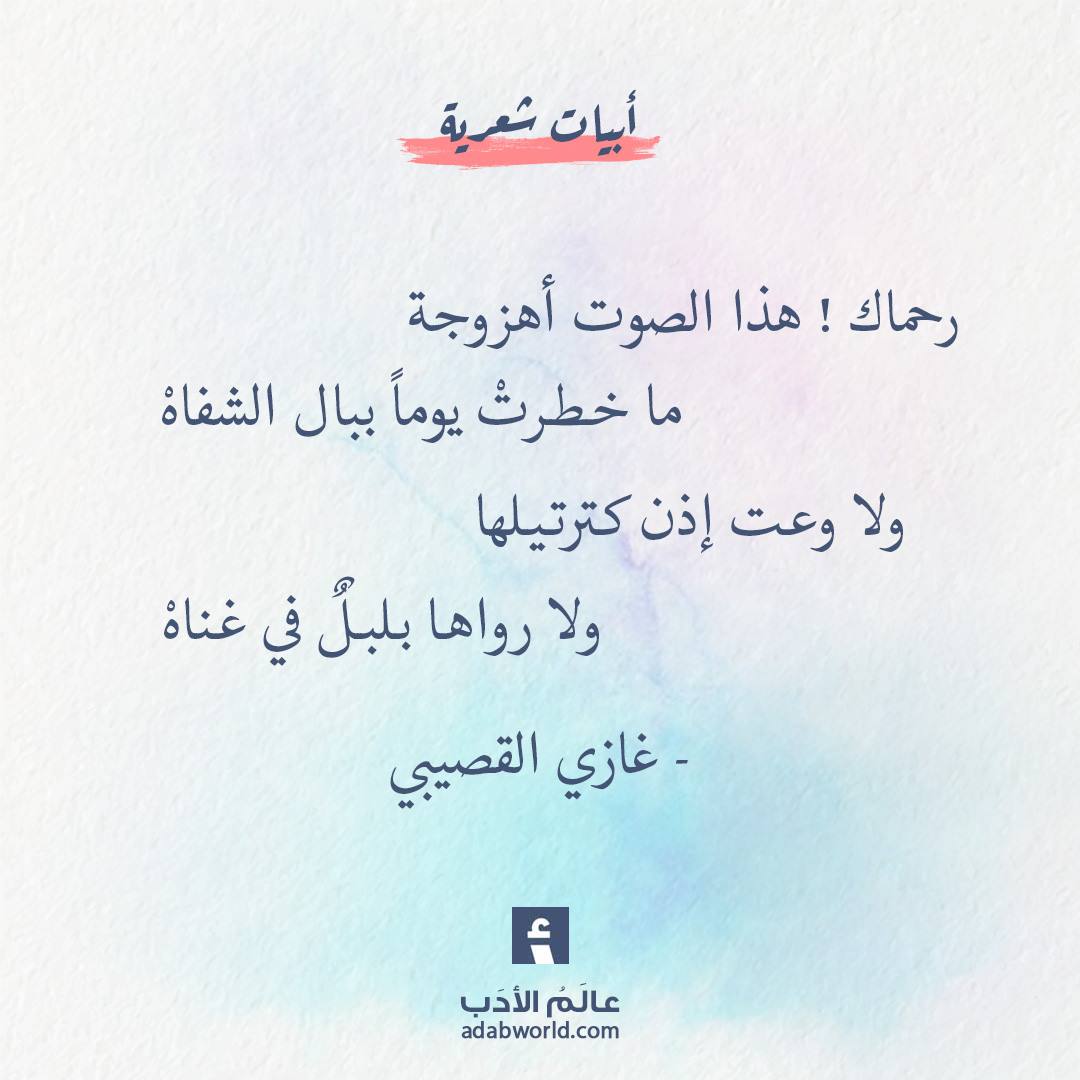 أبيات شعرية
رحماك ! هذا الصوت أهزوجة
ما خطرتْ يوماً ببال الشفاهْ
ولا وعت إذن كترتيلها
ولا رواها بلبلٌ في غناهْ
- غازي القصيبي
أ
عالَمُ الأدَب
adabworld.com